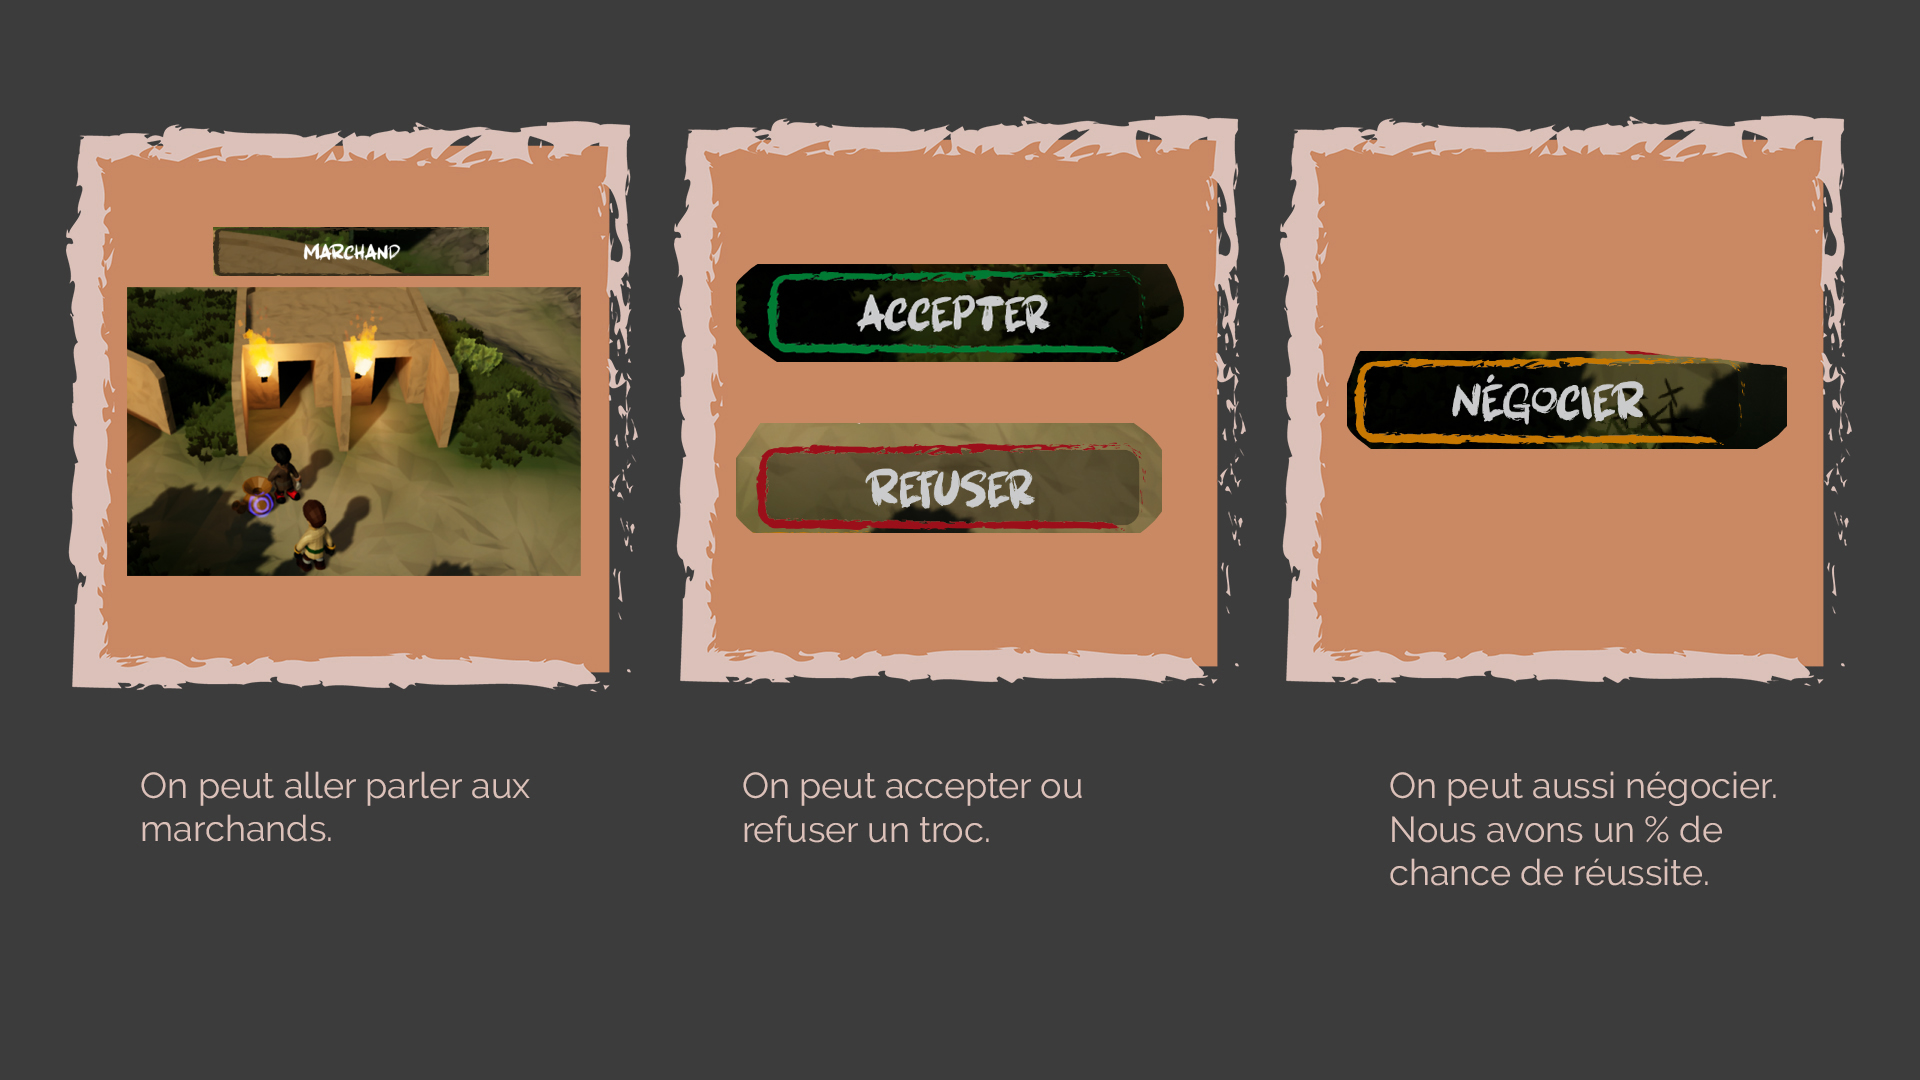 MARCHAND
On peut aller parler aux
marchands.
ACCEPTER
REFUSER
On peut accepter ou
refuser un troc.
NÉGOCIER
On peut aussi négocier.
Nous avons un % de
chance de réussite.